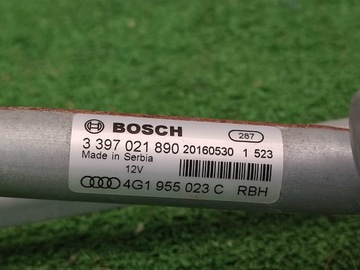 BOSCH 287
3 397 021 890 20160530 1 523
Made in Serbia
12V
4G1 955 023 C RBH